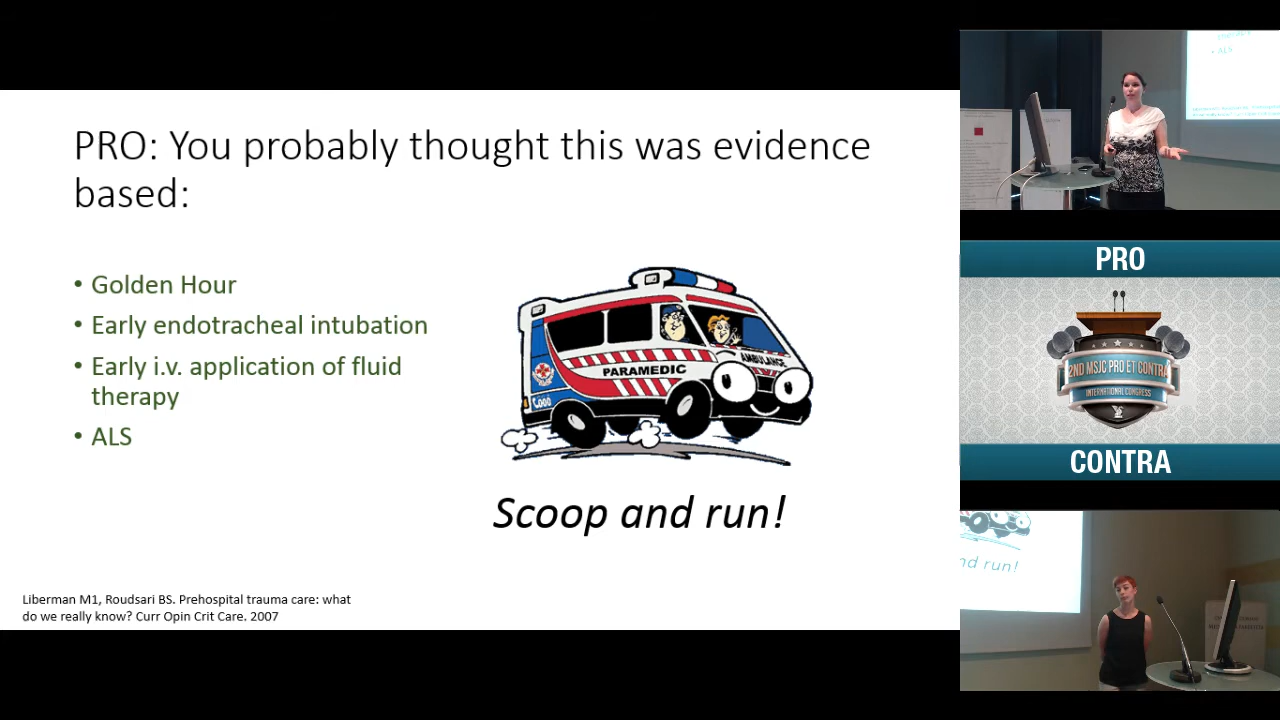 PRO: You probably thought this was evidence
based:
• Golden Hour
• Early endotracheal intubation
• Early i.v. application of fluid
therapy
• ALS
PARAMEDIC
AMBULANCE
Scoop and run!
Liberman M1, Roudsari BS. Prehospital trauma care: what
do we really know? Curr Opin Crit Care. 2007
• ALS
PRO
2ND MSJC PRO ET CONTRA
INTERNATIONAL CONGRESS
CONTRA
nd run!